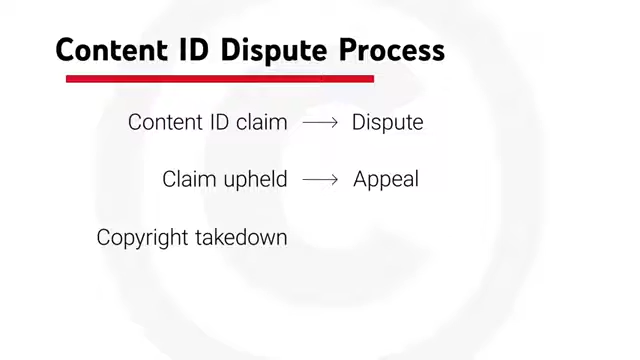 Content ID Dispute Process
Content ID claim → Dispute
Claim upheld → Appeal
Copyright takedown